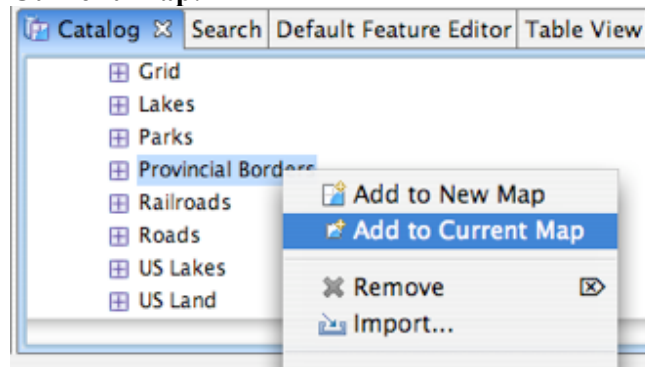 Catalog Search Default Feature Editor Table View
Grid
Lakes
Parks
Provincial Borders
Railroads
Roads
US Lakes
US Land
Add to New Map
Add to Current Map
Remove
Import...